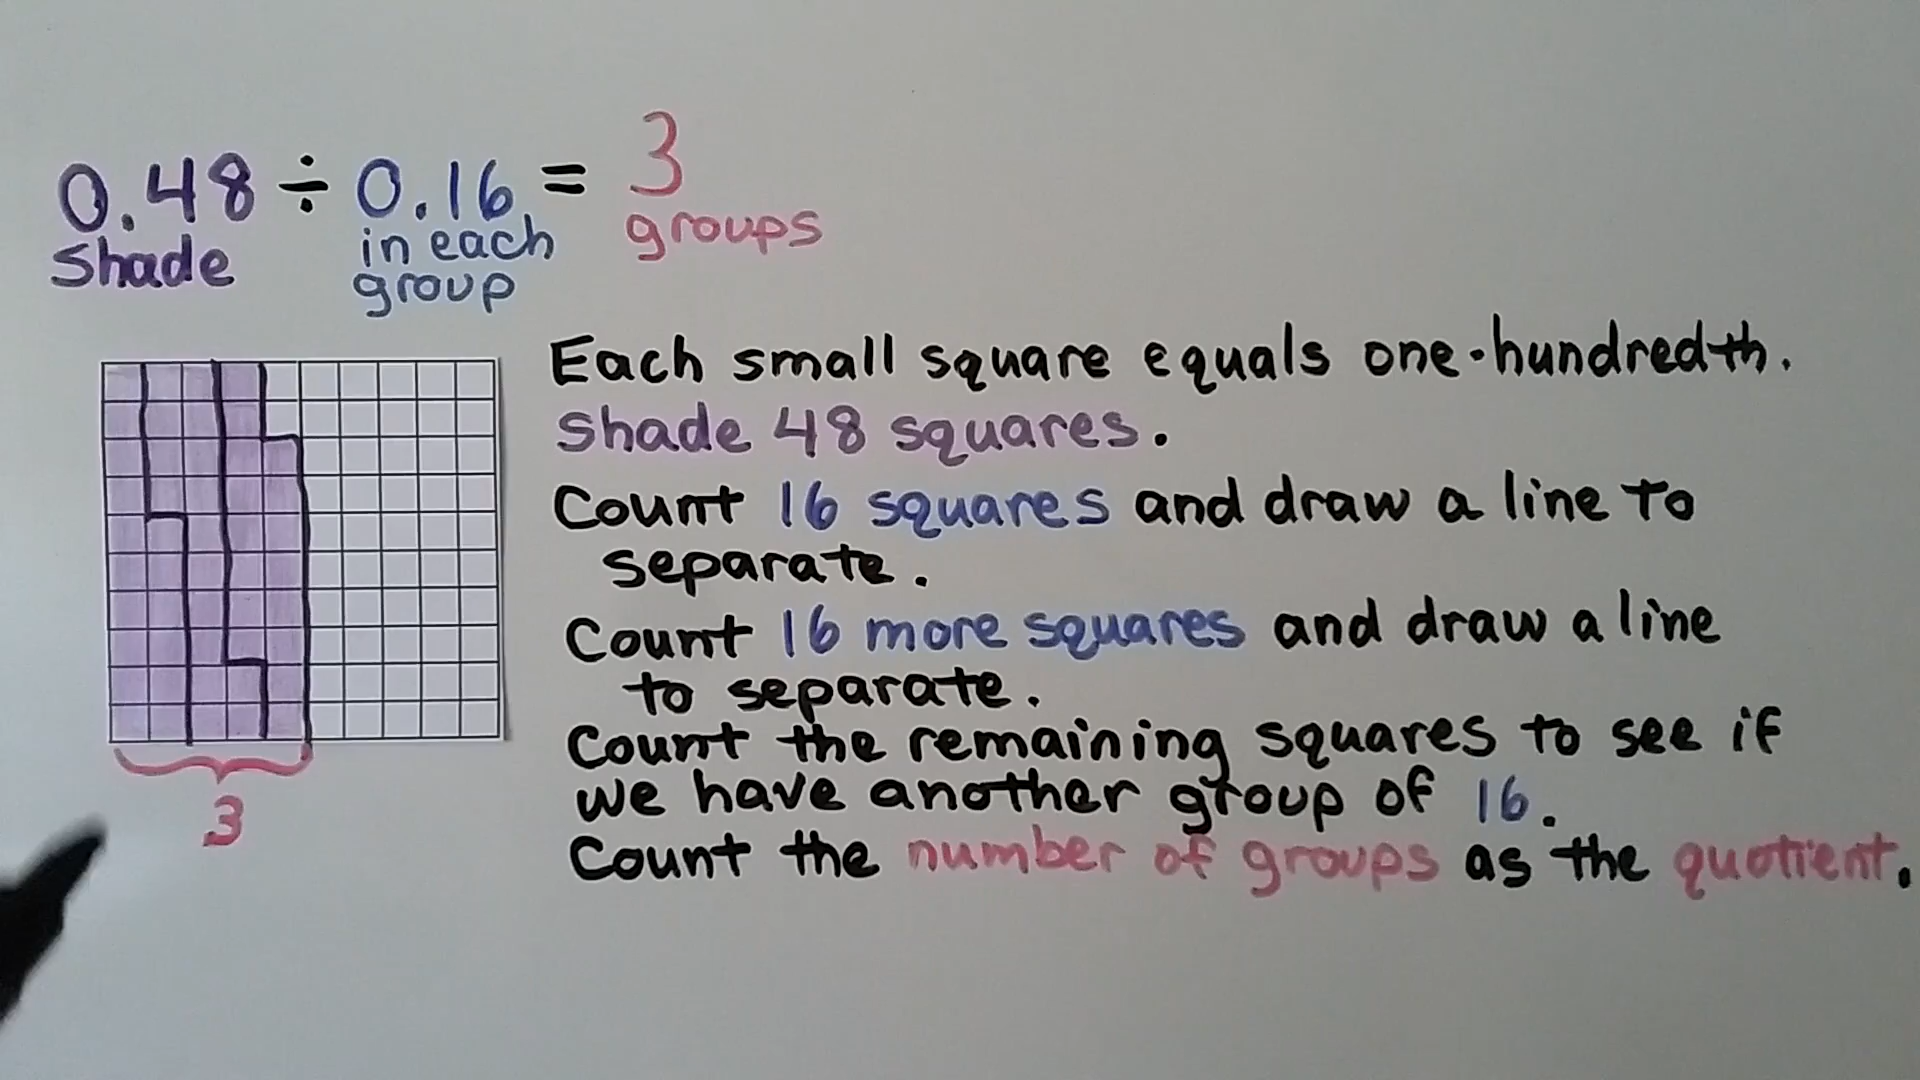 0.48 ÷ 0.16 = 3
Shade in each group groups
Each small square equals one-hundredth.
Shade 48 squares.
Count 16 squares and draw a line to
separate.
Count 16 more squares and draw a line
to separate.
Count the remaining squares to see if
we have another group of 16.
Count the number of groups as the quotient.
3